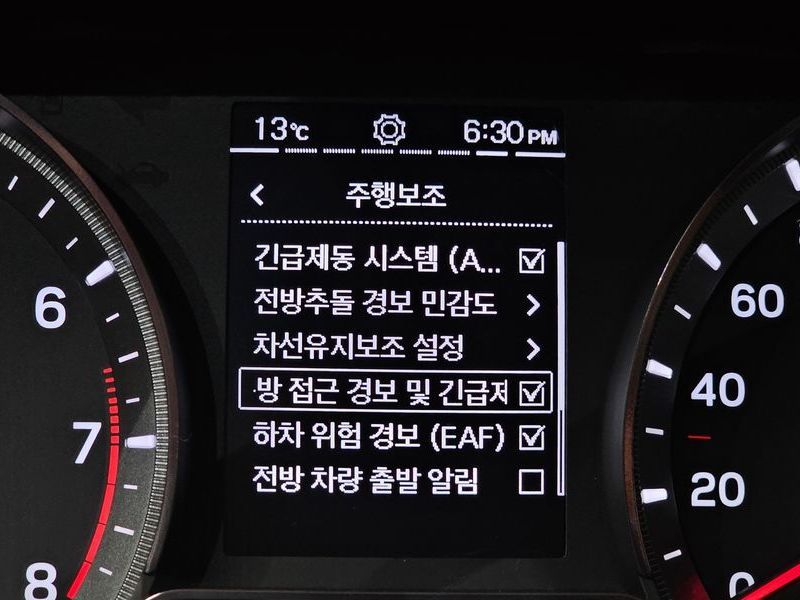 13℃ 6:30 PM
주행보조
긴급제동 시스템 (A...
전방추돌 경보 민감도
차선유지보조 설정
방 접근 경보 및 긴급제
하차 위험 경보 (EAF)
전방 차량 출발 알림
6
7
8
60
40
20
0